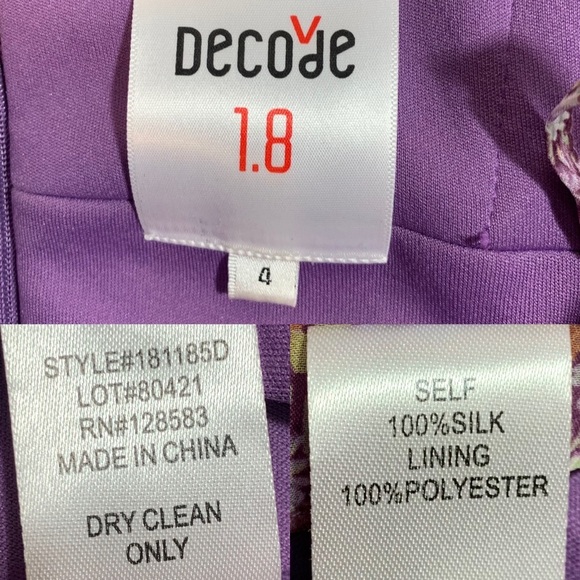 Decode
1.8
4
STYLE#181185D
LOT#80421
RN#128583
MADE IN CHINA
DRY CLEAN
ONLY
SELF
100%SILK
LINING
100%POLYESTER